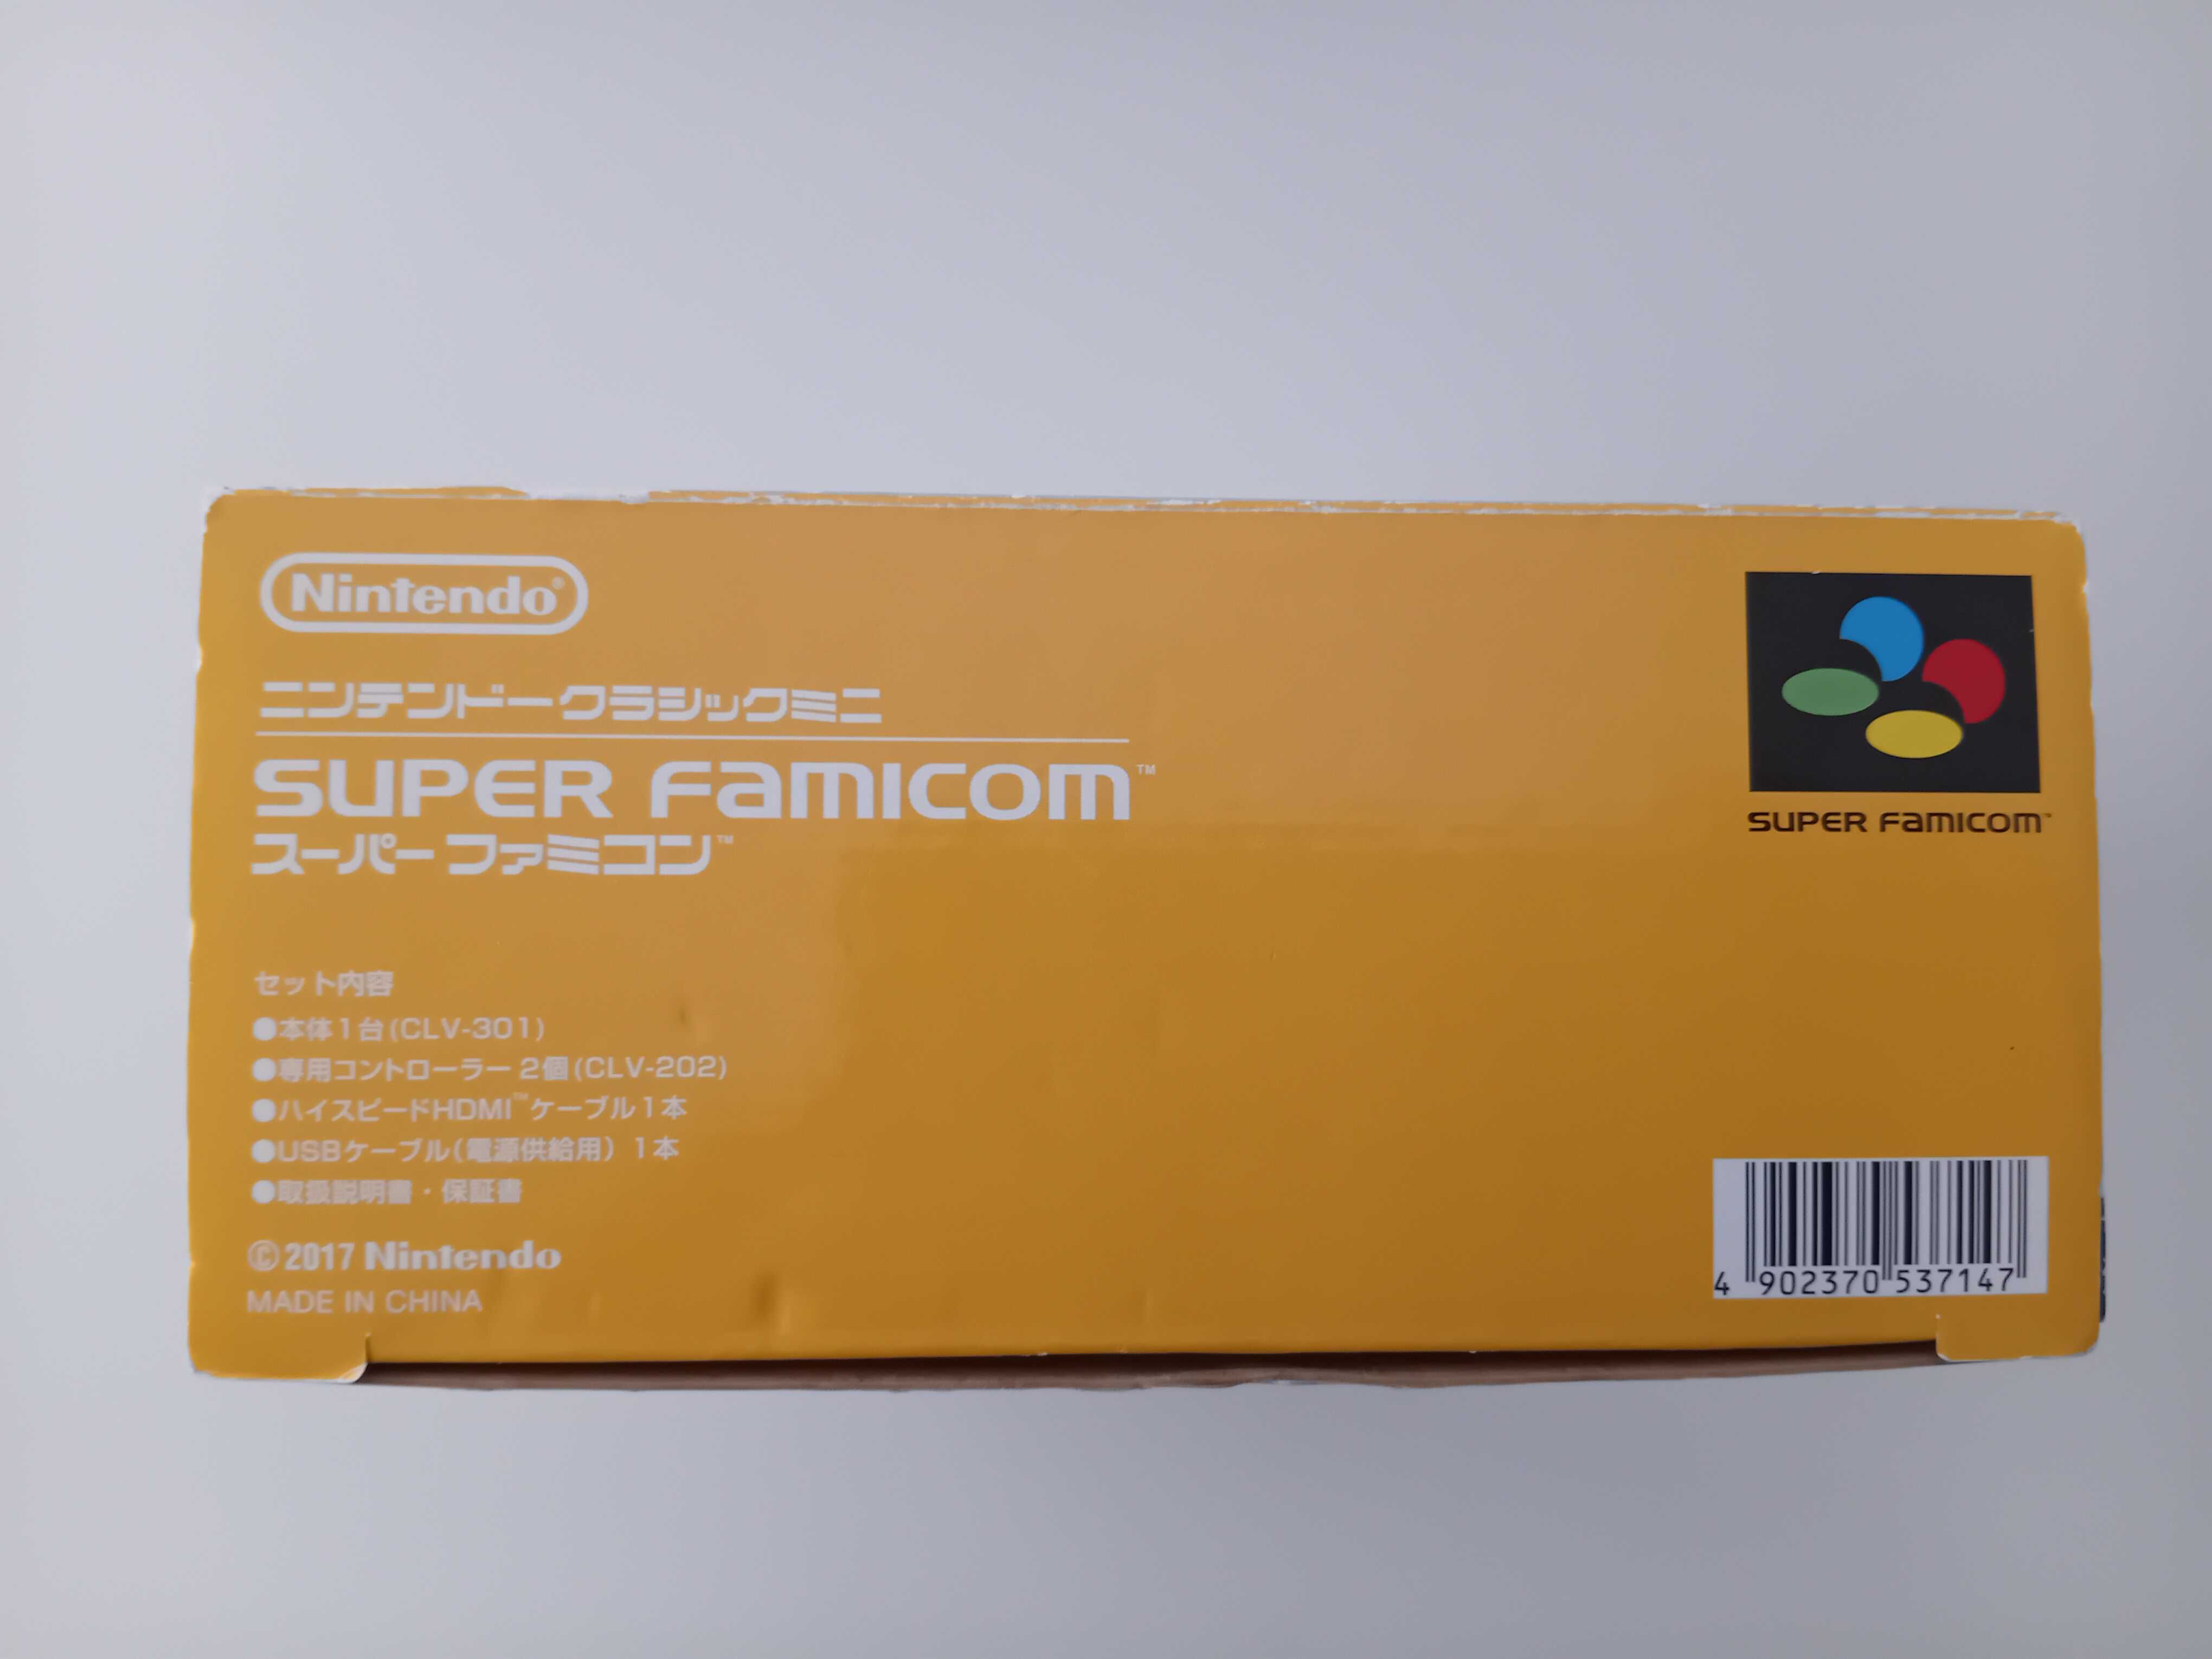 Nintendo®
ニンテンドークラシックミニ
SUPER FAMICOM™
スーパーファミコン™
SUPER FAMICOM™
セット内容
●本体1台(CLV-301)
●専用コントローラー 2個(CLV-202)
●ハイスピードHDMI™ケーブル1本
●USBケーブル(電源供給用) 1本
●取扱説明書・保証書
©2017 Nintendo
MADE IN CHINA
4 902370 537147